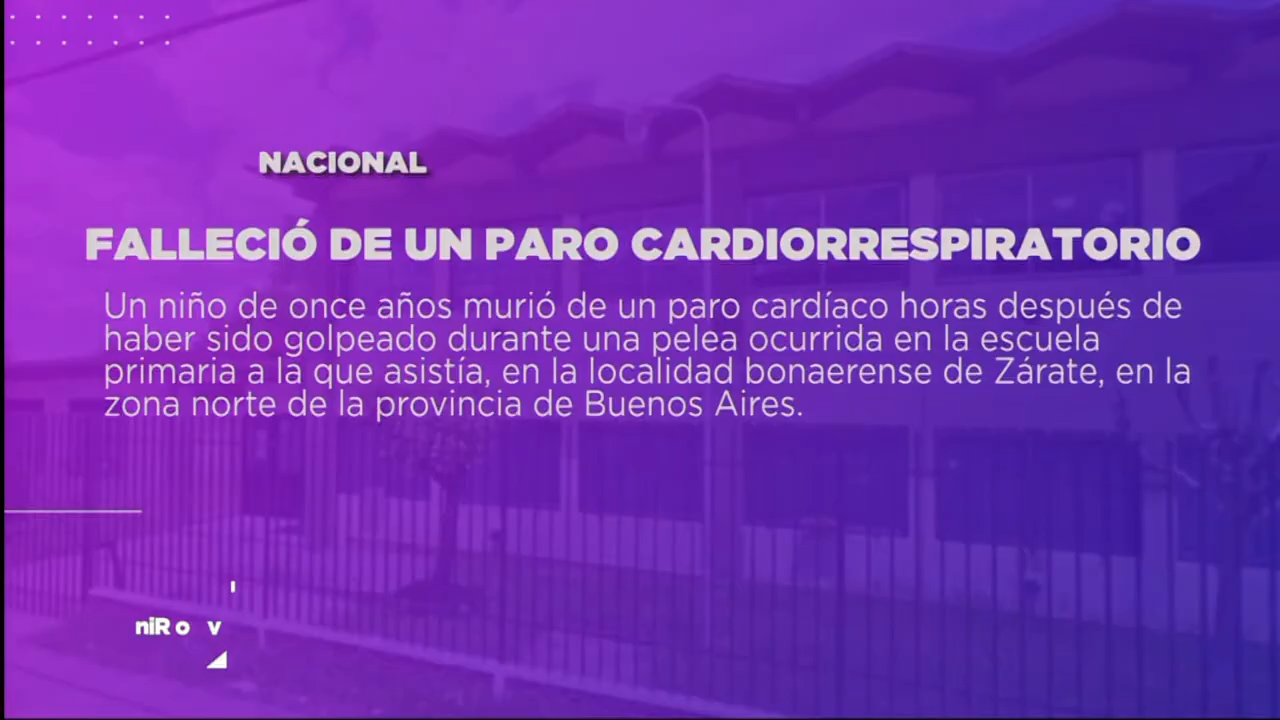 NACIONAL
FALLECIÓ DE UN PARO CARDIORRESPIRATORIO
Un niño de once años murió de un paro cardíaco horas después de
haber sido golpeado durante una pelea ocurrida en la escuela
primaria a la que asistía, en la localidad bonaerense de Zárate, en la
zona norte de la provincia de Buenos Aires.
niRo v